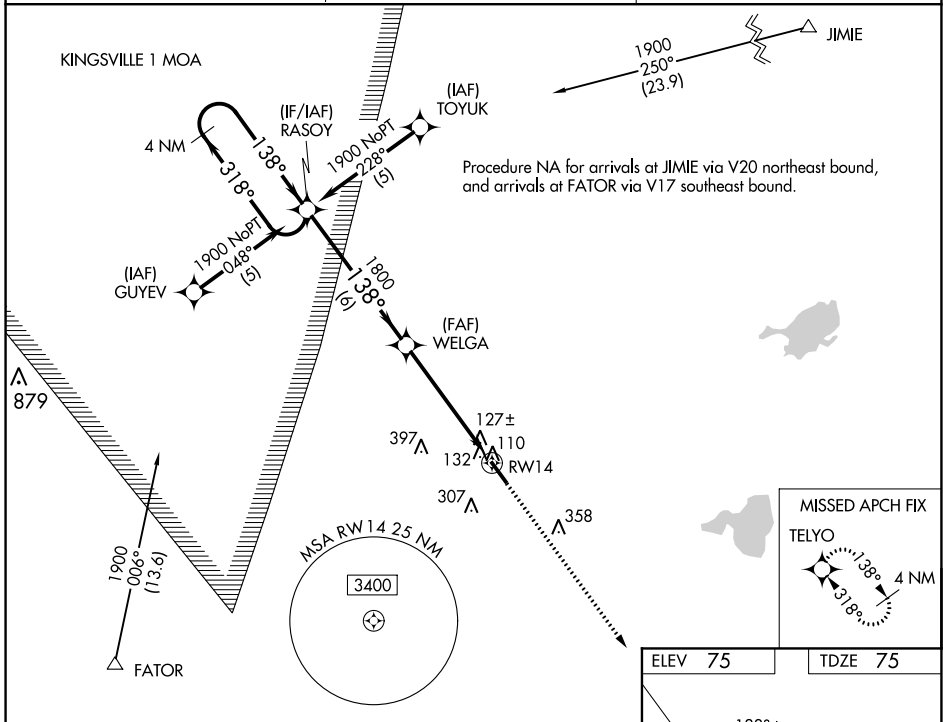 KINGSVILLE 1 MOA
JIMIE
1900
250°
(23.9)
(IAF)
TOYUK
(IF/IAF)
RASOY
4 NM
138°
318°
1900 NoPT
228°
(5)
Procedure NA for arrivals at JIMIE via V20 northeast bound,
and arrivals at FATOR via V17 southeast bound.
1900 NoPT
048°
(5)
(IAF)
GUYEV
1800
138°
(6)
(FAF)
WELGA
879
127±
397
132
110
RW14
307
358
MISSED APCH FIX
TELYO
138°
318°
4 NM
MSA RW14 25 NM
3400
1900
006°
(13.6)
FATOR
ELEV 75
TDZE 75